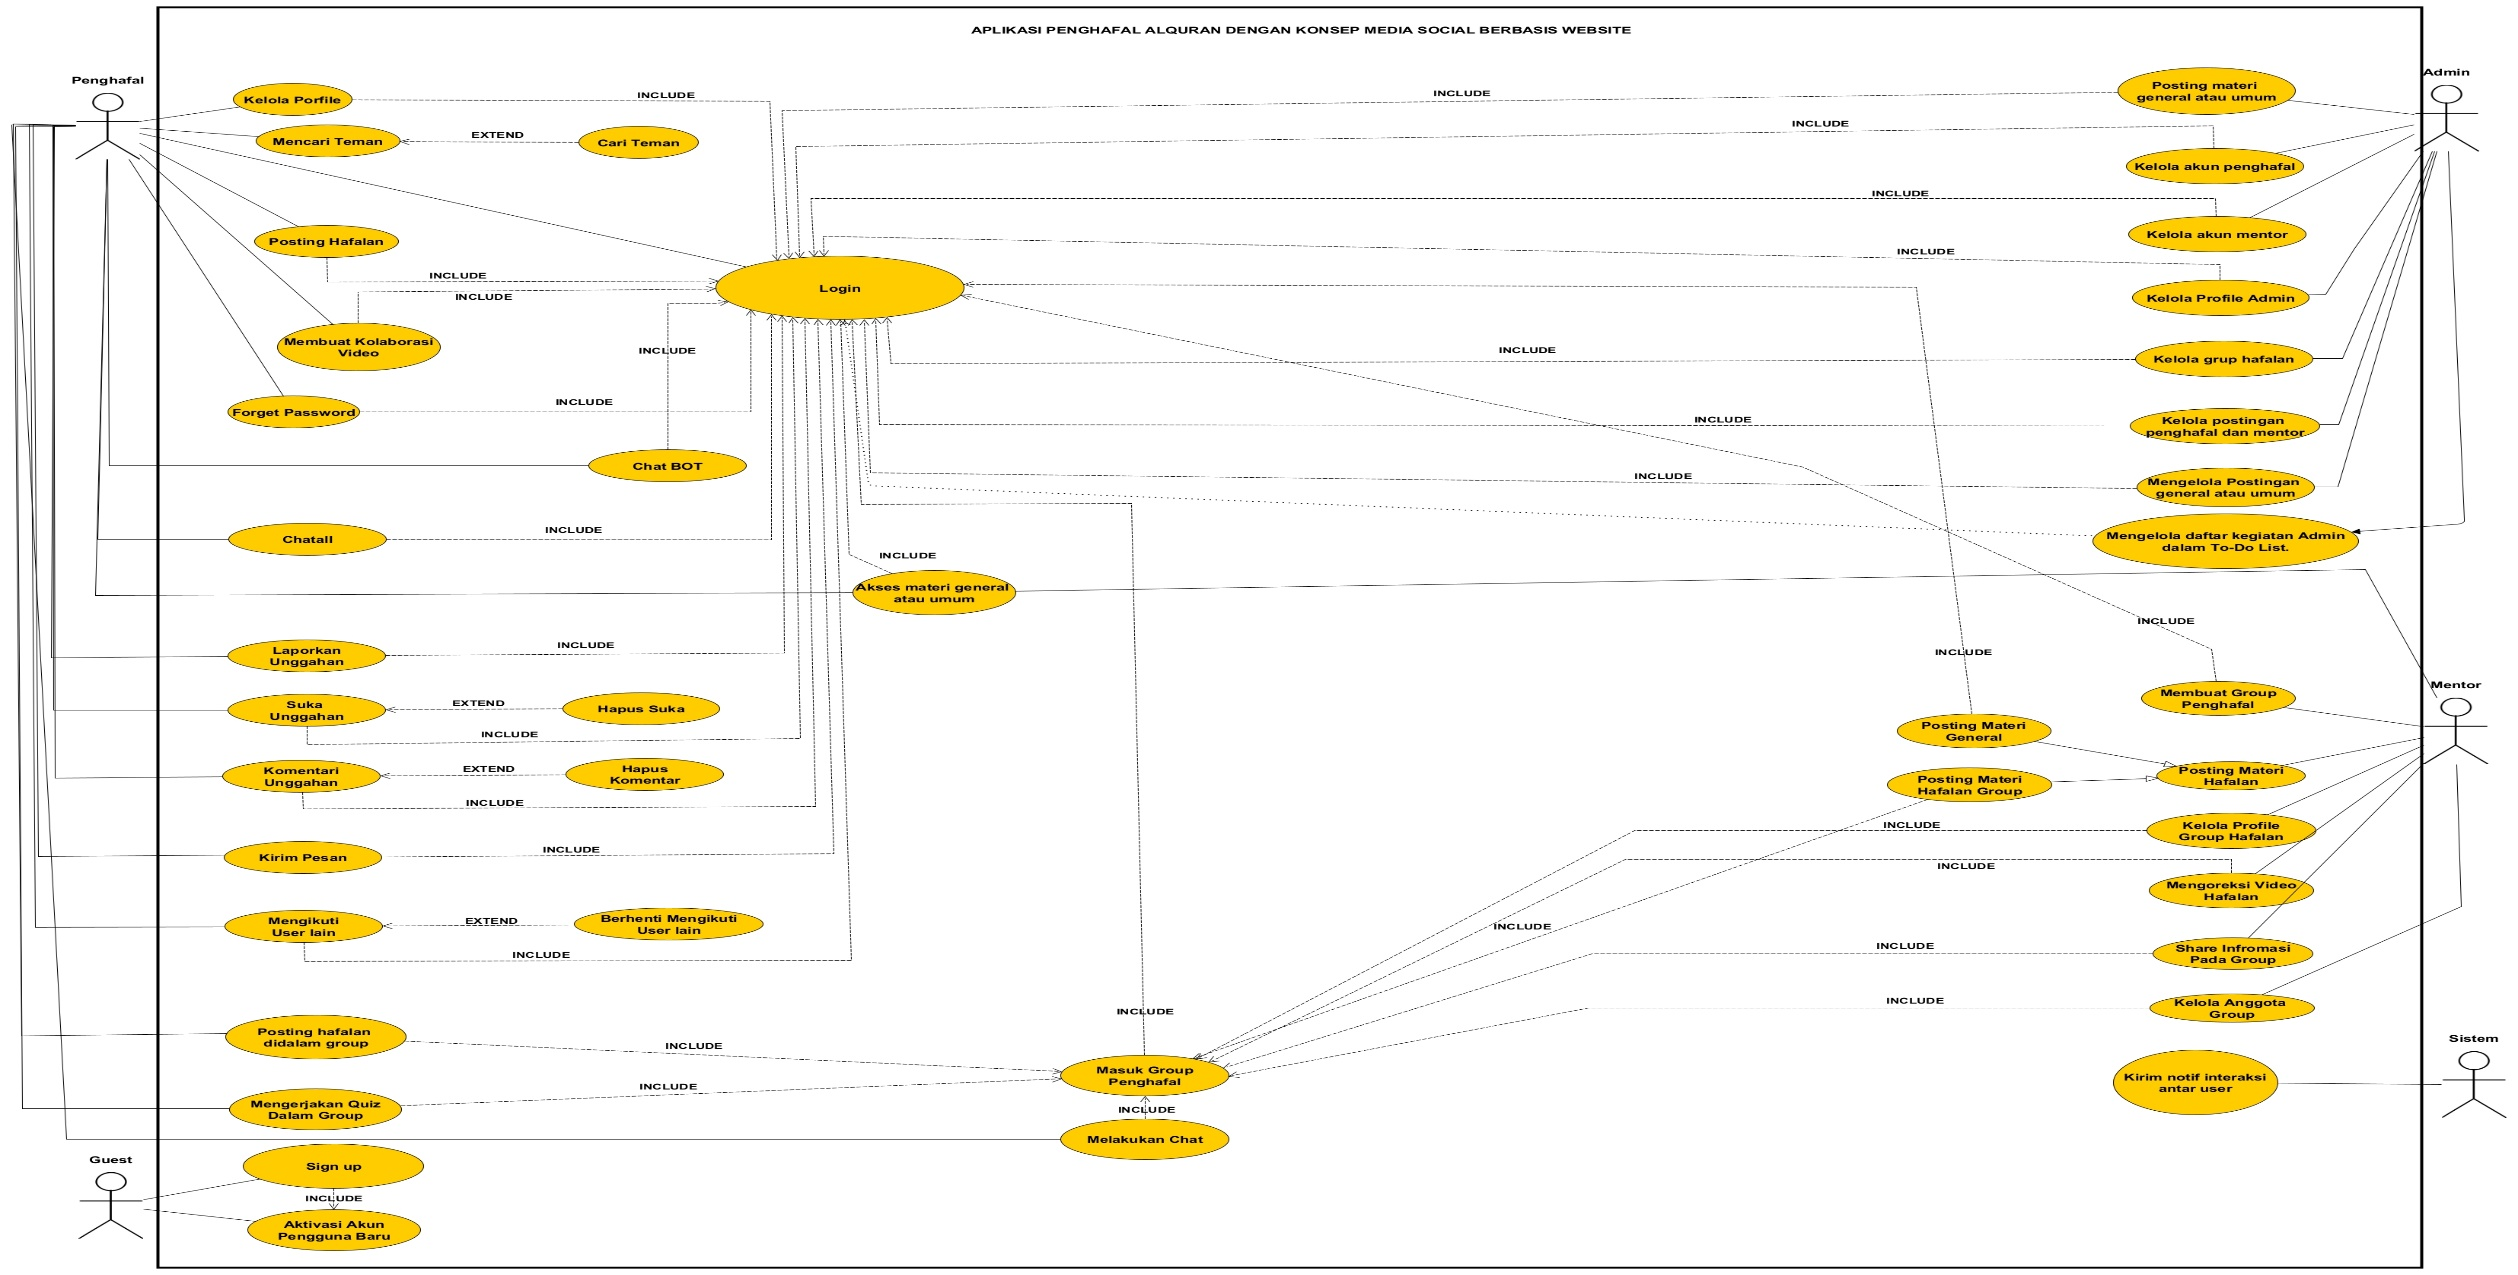 APLIKASI PENGHAFAL ALQURAN DENGAN KONSEP MEDIA SOCIAL BERBASIS WEBSITE
Penghafal
Admin
Kelola Porfile
INCLUDE
INCLUDE
Posting materi
general atau umum
Mencari Teman
EXTEND
Cari Teman
INCLUDE
Kelola akun penghafal
INCLUDE
Posting Hafalan
Kelola akun mentor
INCLUDE
INCLUDE
Login
INCLUDE
Kelola Profile Admin
Membuat Kolaborasi
Video
INCLUDE
INCLUDE
Kelola grup hafalan
Forget Password
INCLUDE
INCLUDE
Kelola postingan
penghafal dan mentor
Chat BOT
INCLUDE
Mengelola Postingan
general atau umum
Chatall
INCLUDE
Mengelola daftar kegiatan Admin
dalam To-Do List.
INCLUDE
Akses materi general
atau umum
INCLUDE
Laporkan
Unggahan
INCLUDE
INCLUDE
Mentor
Membuat Group
Penghafal
Suka
Unggahan
EXTEND
Hapus Suka
INCLUDE
Posting Materi
General
Komentari
Unggahan
EXTEND
Hapus
Komentar
INCLUDE
Posting Materi
Hafalan
Posting Materi
Hafalan Group
Kelola Profile
Group Hafalan
INCLUDE
Kirim Pesan
INCLUDE
INCLUDE
Mengoreksi Video
Hafalan
Mengikuti
User lain
EXTEND
Berhenti Mengikuti
User lain
INCLUDE
INCLUDE
INCLUDE
Share Infromasi
Pada Group
INCLUDE
Kelola Anggota
Group
INCLUDE
Posting hafalan
didalam group
INCLUDE
Sistem
Masuk Group
Penghafal
Kirim notif interaksi
antar user
INCLUDE
Mengerjakan Quiz
Dalam Group
INCLUDE
Melakukan Chat
Guest
Sign up
INCLUDE
Aktivasi Akun
Pengguna Baru